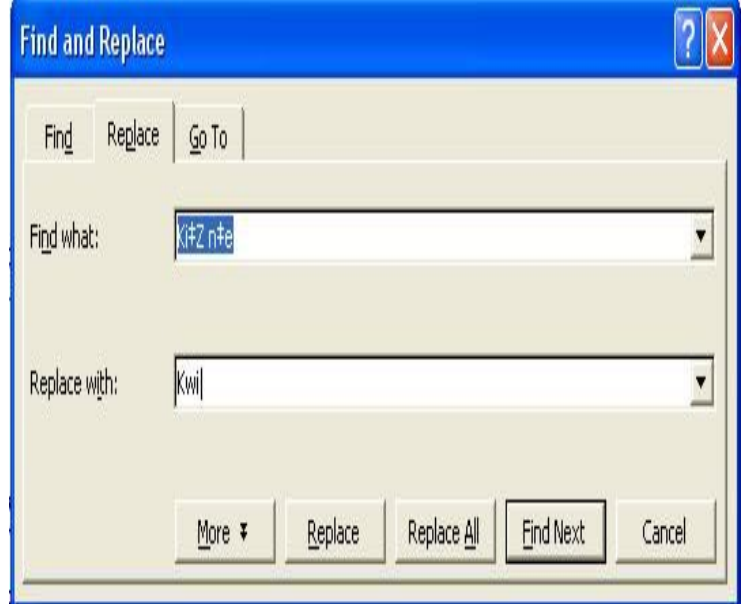 Find and Replace
Find Replace Go To
Find what: Ki‡Z n‡e
Replace with: Kwi
More Replace Replace All Find Next Cancel